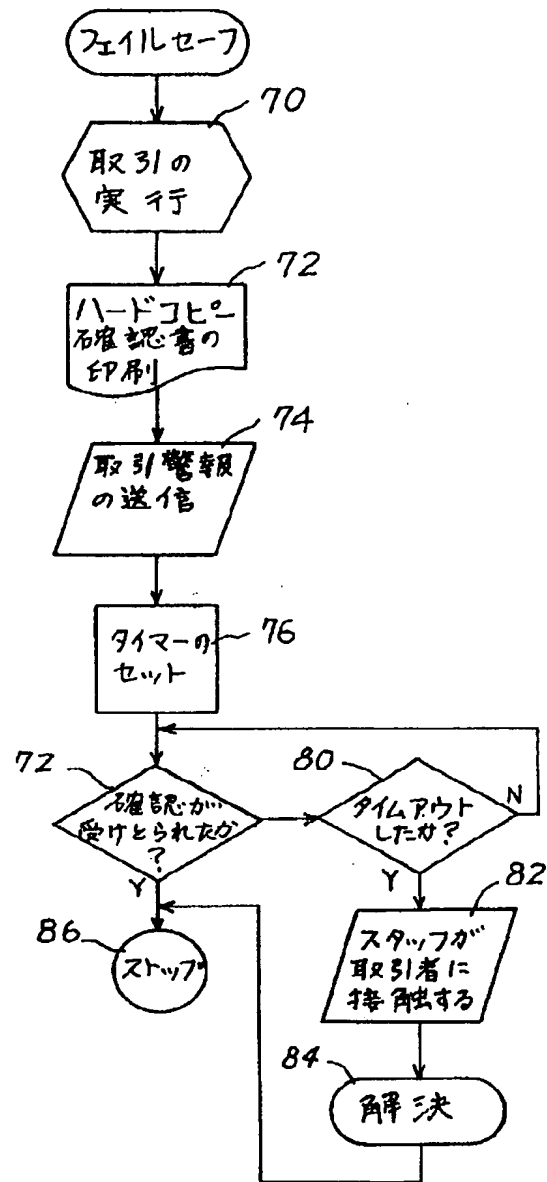 フェイルセーフ
70
取引の
実行
72
ハードコピー
確認書の
印刷
74
取引警報
の送信
76
タイマーの
セット
72
確認が
受けとられたか
?
80
タイムアウト
したか?
N
Y
Y
82
スタッフが
取引者に
接触する
86
ストップ
84
解決